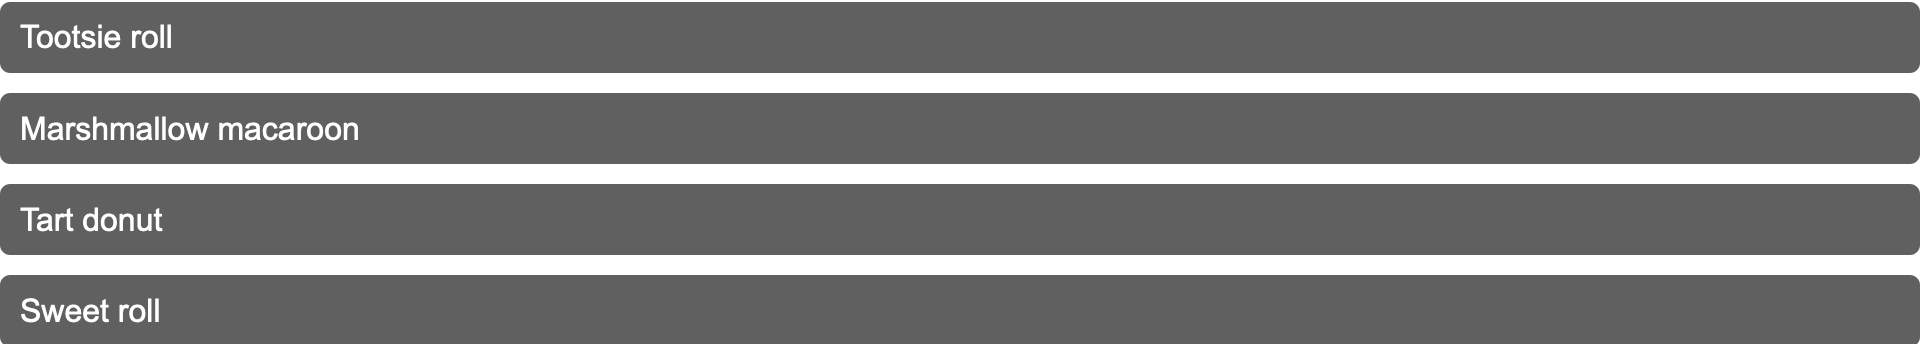 Tootsie roll
Marshmallow macaroon
Tart donut
Sweet roll